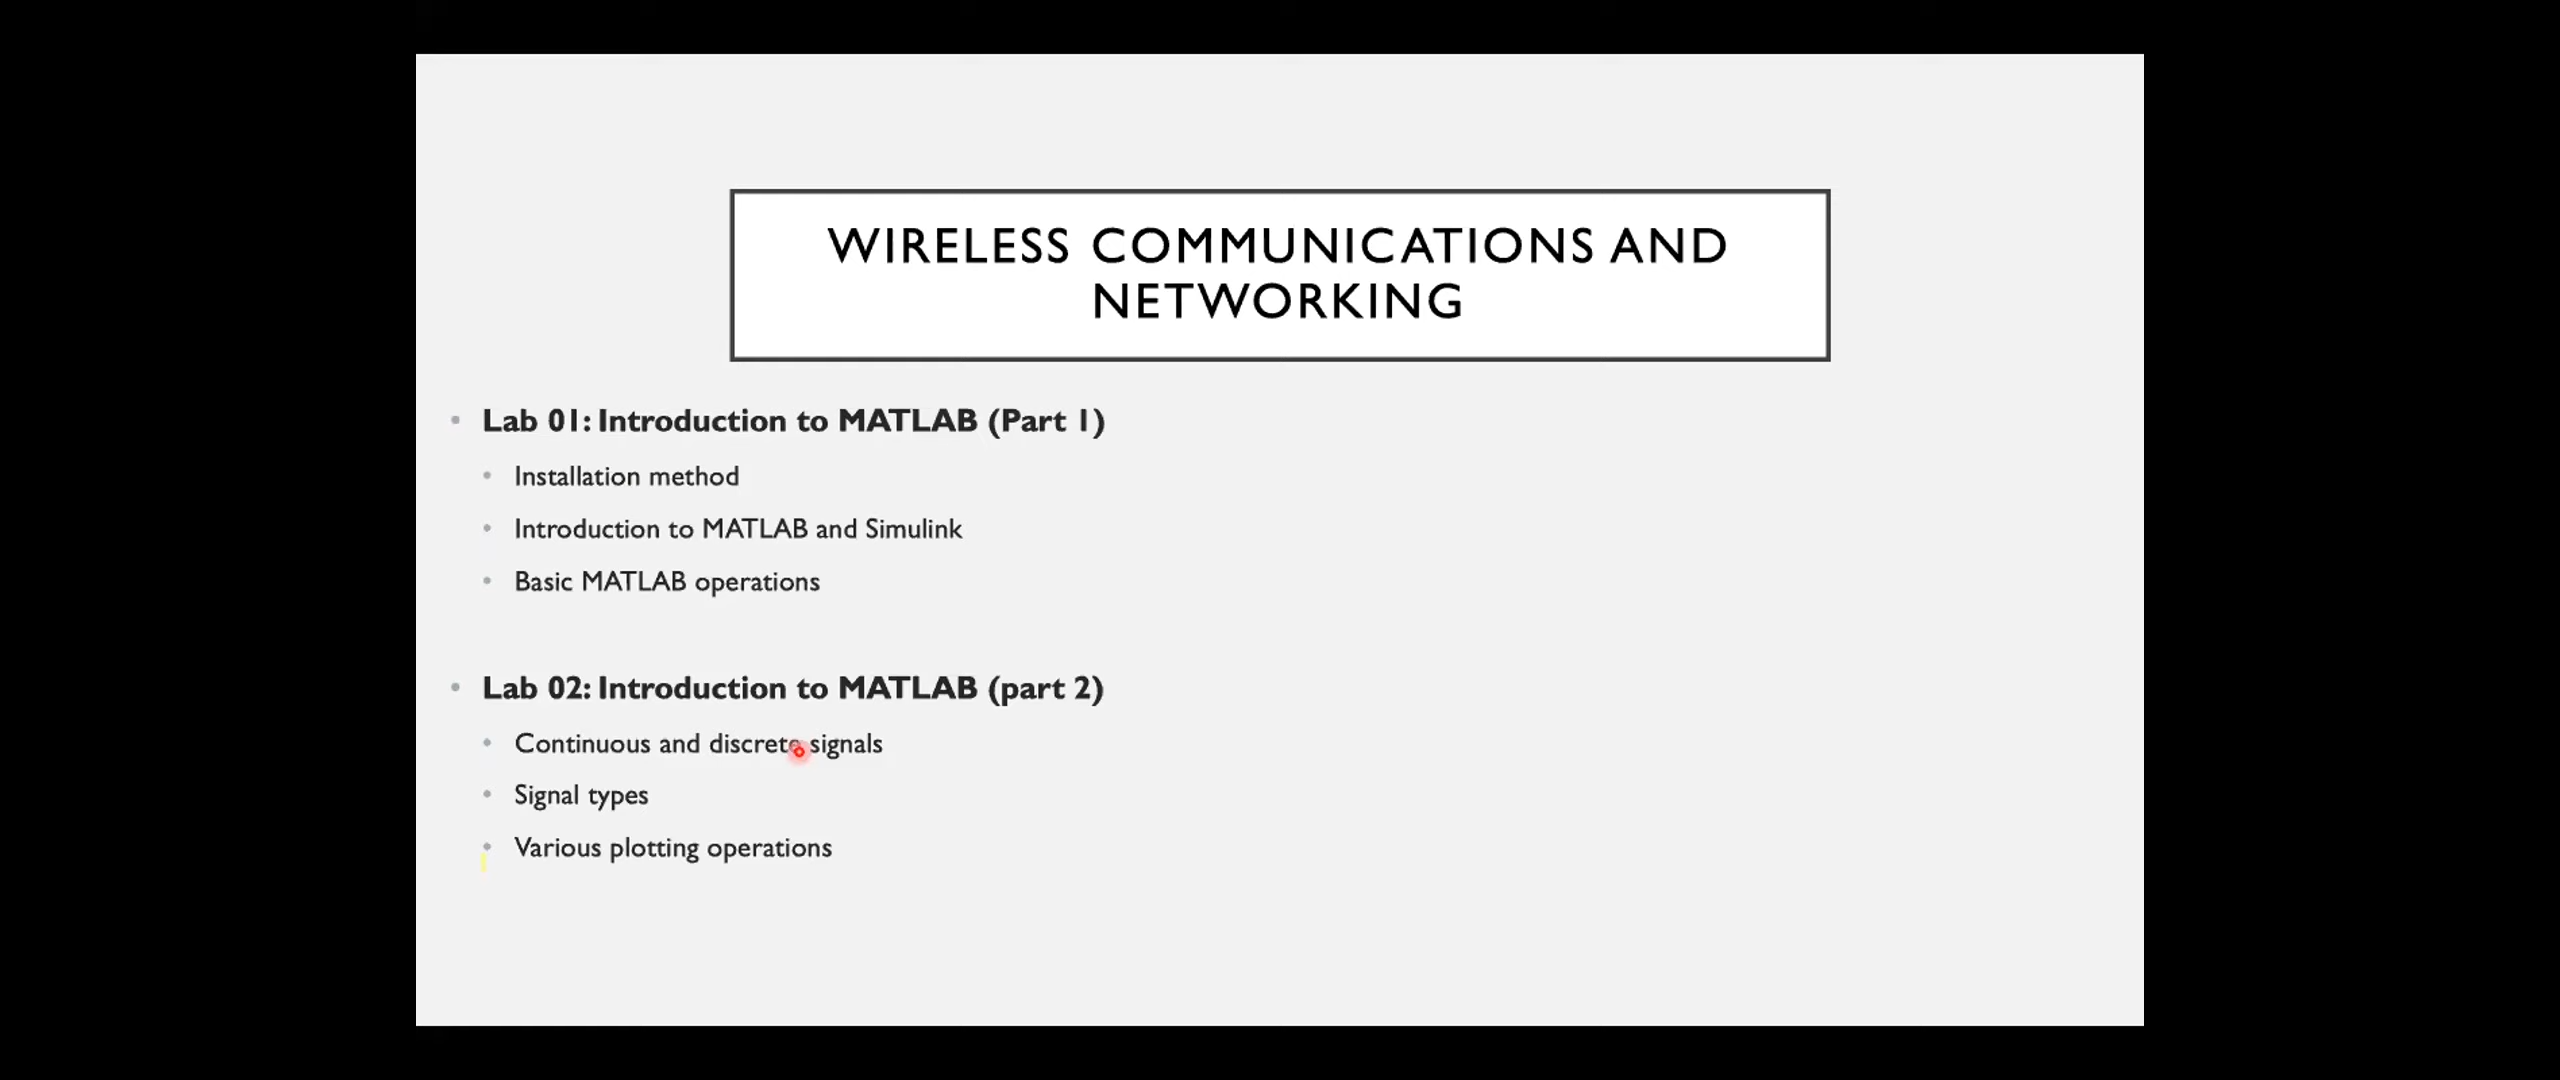 WIRELESS COMMUNICATIONS AND
NETWORKING
• Lab 01: Introduction to MATLAB (Part 1)
• Installation method
• Introduction to MATLAB and Simulink
• Basic MATLAB operations
• Lab 02: Introduction to MATLAB (part 2)
• Continuous and discrete signals
• Signal types
• Various plotting operations